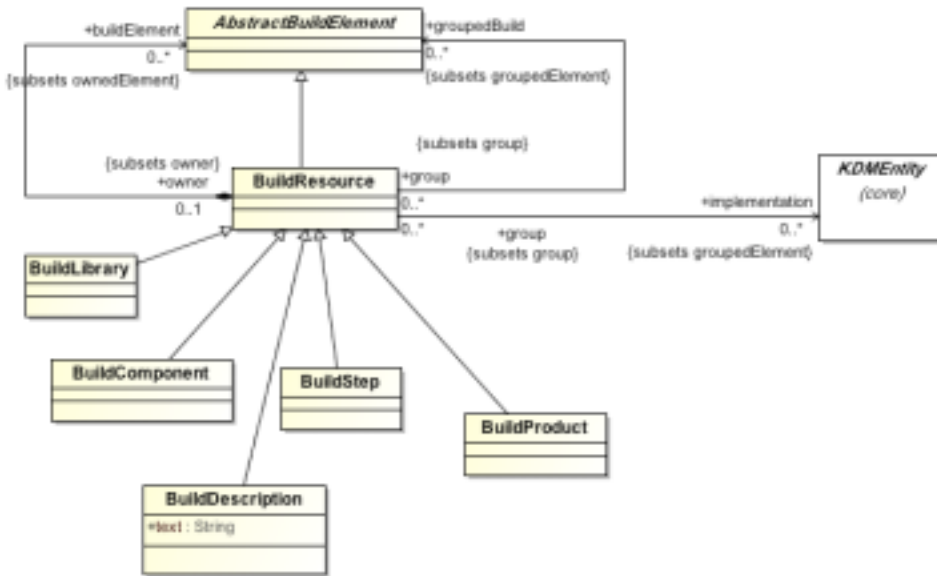 AbstractBuildElement
+buildElement
+groupedBuild
0..*
0..*
{subsets ownedElement}
{subsets groupedElement}
{subsets group}
{subsets owner}
+owner
BuildResource
+group
KDMEntity
(core)
0..1
0..*
+implementation
0..*
0..*
+group
{subsets group}
{subsets groupedElement}
BuildLibrary
BuildComponent
BuildStep
BuildProduct
BuildDescription
+text : String